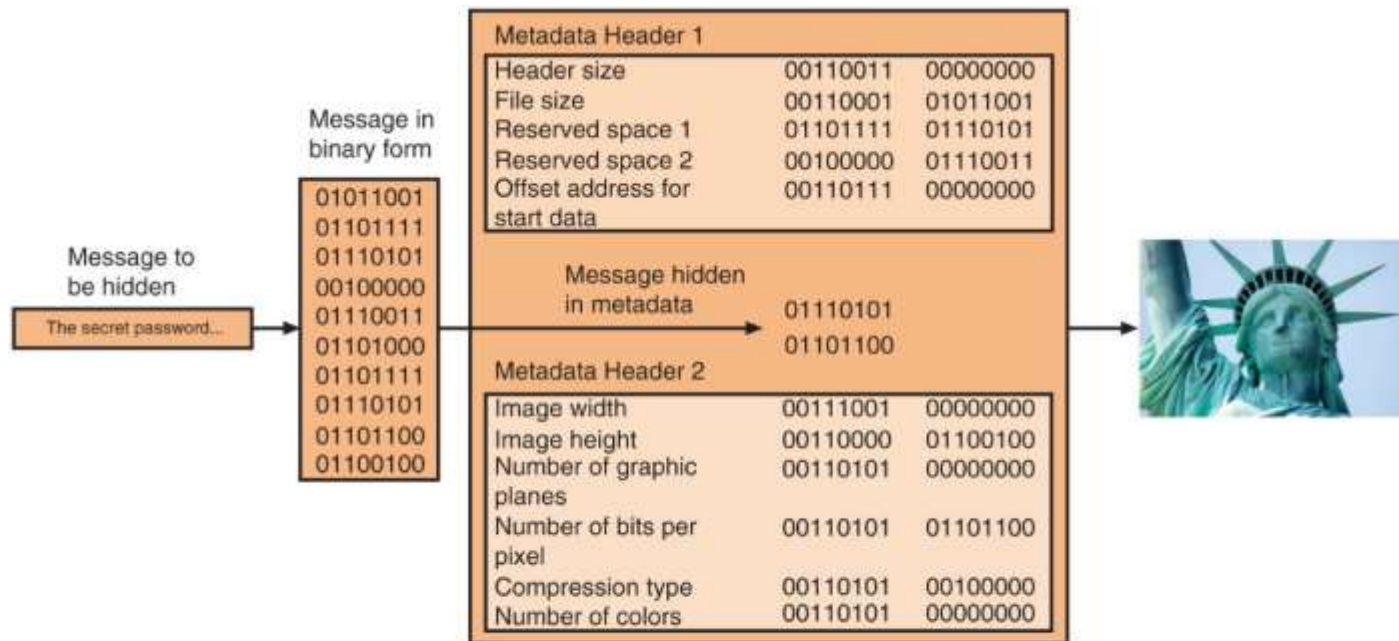 Message to
be hidden
The secret password...
Message in
binary form
01011001
01101111
01110101
00100000
01110011
01101000
01101111
01110101
01101100
01100100
Metadata Header 1
Header size 00110011 00000000
File size 00110001 01011001
Reserved space 1 01101111 01110101
Reserved space 2 00100000 01110011
Offset address for 00110111 00000000
start data
Message hidden
in metadata
01110101
01101100
Metadata Header 2
Image width 00111001 00000000
Image height 00110000 01100100
Number of graphic 00110101 00000000
planes
Number of bits per 00110101 01101100
pixel
Compression type 00110101 00100000
Number of colors 00110101 00000000